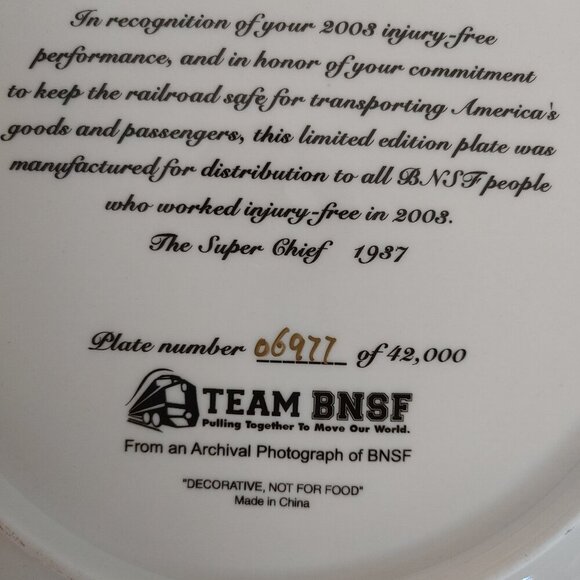 In recognition of your 2003 injury-free
performance, and in honor of your commitment
to keep the railroad safe for transporting America's
goods and passengers, this limited edition plate was
manufactured for distribution to all BNSF people
who worked injury-free in 2003.
The Super Chief 1937
Plate number 06977 of 42,000
TEAM BNSF
Pulling Together To Move Our World.
From an Archival Photograph of BNSF
"DECORATIVE, NOT FOR FOOD"
Made in China